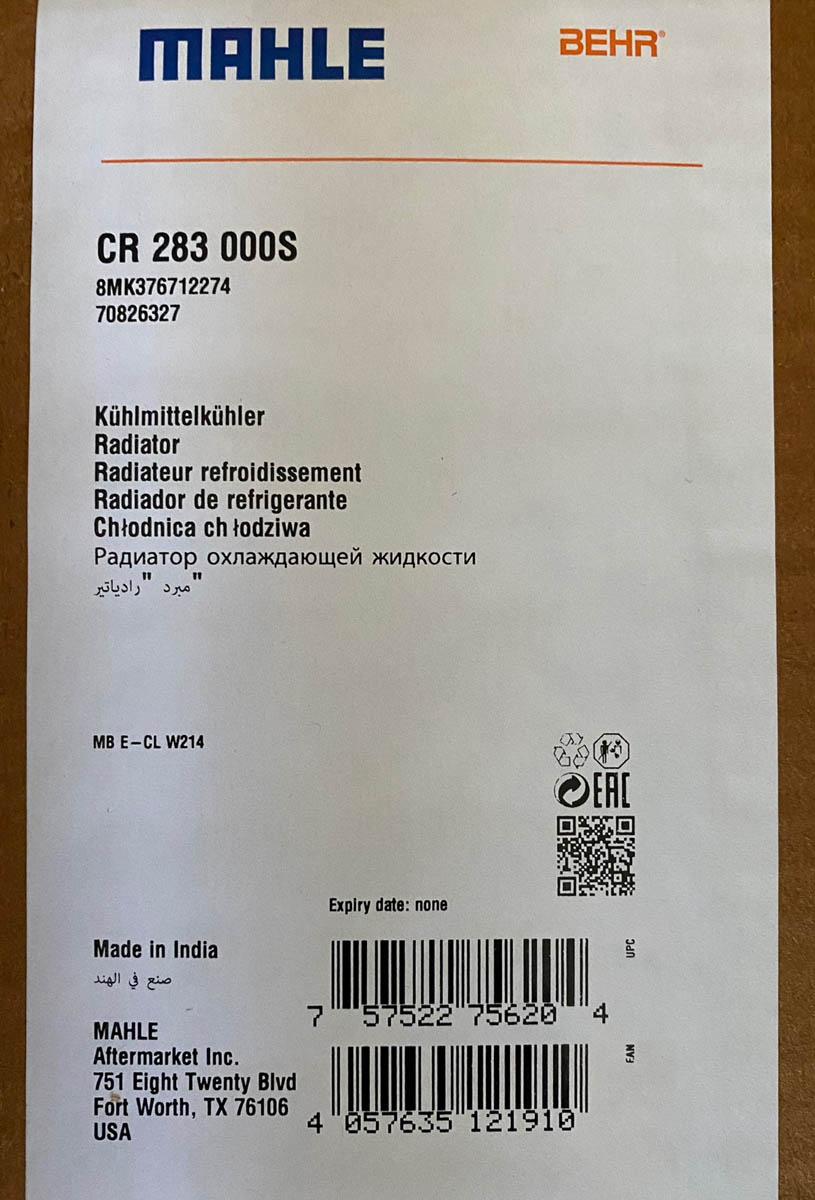 MAHLE BEHR®
CR 283 000S
8MK376712274
70826327
Kühlmittelkühler
Radiator
Radiateur refroidissement
Radiador de refrigerante
Chłodnica chłodziwa
Радиатор охлаждающей жидкости
مبرد "رادياتير"
MB E-CL W214
EAC
Expiry date: none
Made in India
صنع في الهند
UPC
7 57522 75620 4
MAHLE
Aftermarket Inc.
751 Eight Twenty Blvd
Fort Worth, TX 76106
USA
EAN
4 057635 121910